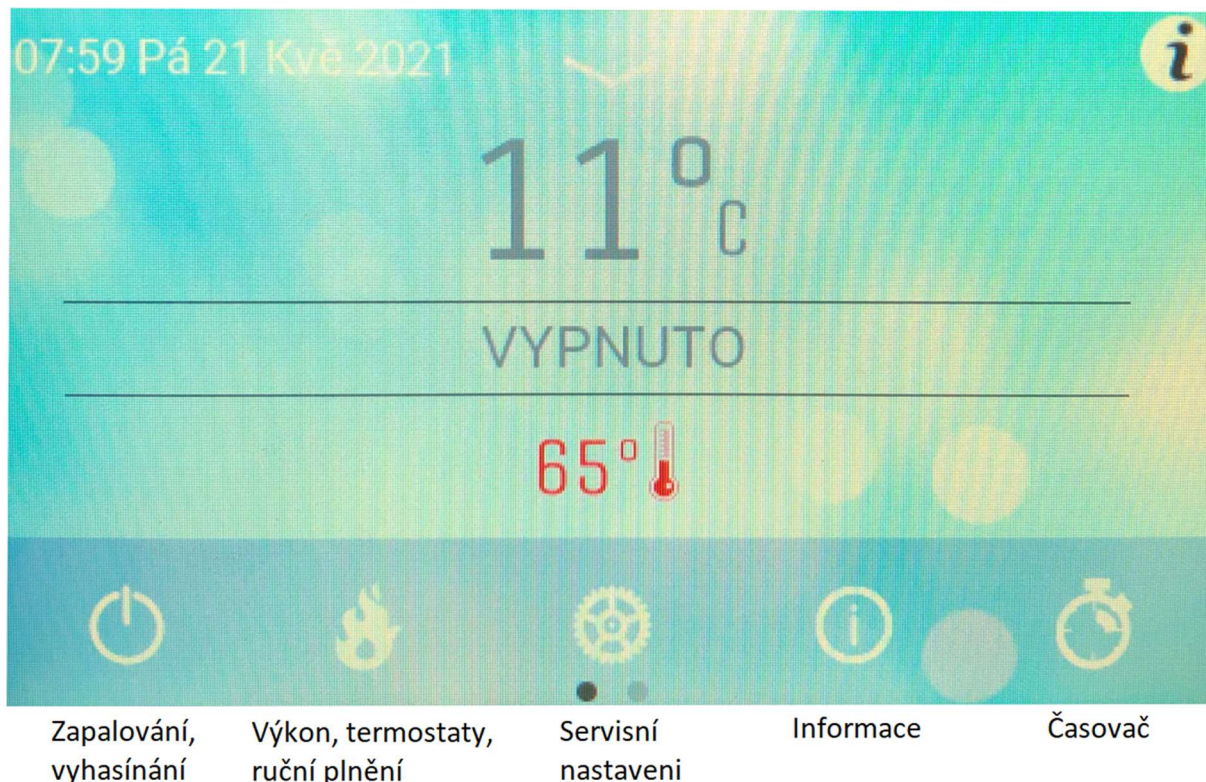 07:59 Pá 21 Kvě 2021
i
11°C
VYPNUTO
65°
i
Zapalování,
vyhasínání
Výkon, termostaty,
ruční plnění
Servisní
nastaveni
Informace
Časovač